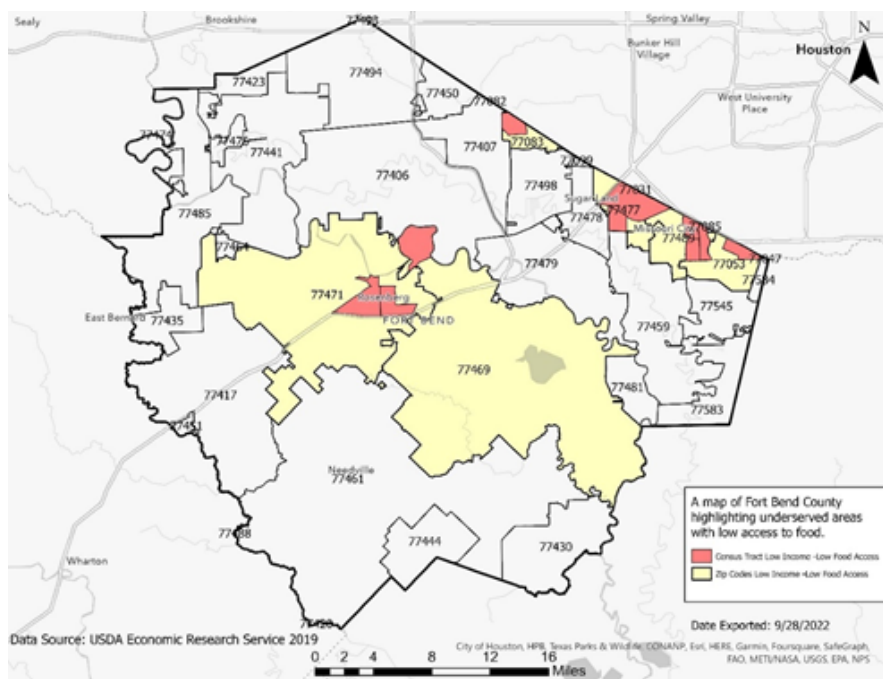 Sealy
Brookshire
Spring Valley
N
Bunker Hill
Village
Houston
77494
77423
77450
West University
Place
77082
77083
77407
77476
77441
77406
77498
77031
Sugar Land
77477
77478
77485
Missouri City
77085
77489
77053
77047
77479
77471
Rosenberg
77545
East Bernard
77435
FORT BEND
77459
77469
77481
77417
77583
77451
Needville
77461
77444
77430
Wharton
A map of Fort Bend County
highlighting underserved areas
with low access to food.
Census Tract Low Income -Low Food Access
Zip Codes Low Income -Low Food Access
Date Exported: 9/28/2022
Data Source: USDA Economic Research Service 2019
City of Houston, HPB, Texas Parks & Wildlife, CONANP, Esri, HERE, Garmin, Foursquare, SafeGraph,
FAO, METI/NASA, USGS, EPA, NPS
0 2 4 8 12 16
Miles